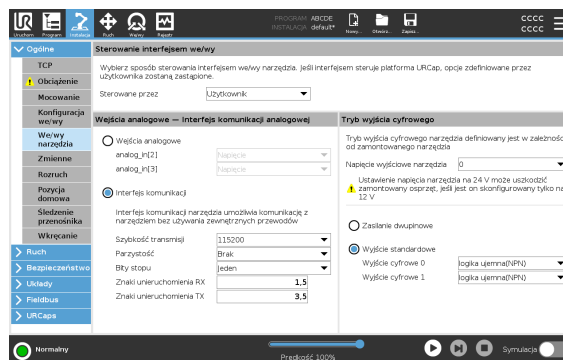 PROGRAM ABCDE
INSTALACJA default*
Uruchom
Program
Instalacja
Ruch
We/wy
Rejestr
Nowy...
Otwórz...
Zapisz...
CCCC
CCCC
Ogólne
TCP
Obciążenie
Mocowanie
Konfiguracja
we/wy
We/wy
narzędzia
Zmienne
Rozruch
Pozycja
domowa
Śledzenie
przenośnika
Wkręcanie
Ruch
Bezpieczeństwo
Układy
Fieldbus
URCaps
Sterowanie interfejsem we/wy
Wybierz sposób sterowania interfejsem we/wy narzędzia. Jeśli interfejsem steruje platforma URCap, opcje zdefiniowane przez
użytkownika zostaną zastąpione.
Sterowane przez
Użytkownik
Wejścia analogowe — Interfejs komunikacji analogowej
Wejścia analogowe
analog_in[2]
Napięcie
analog_in[3]
Napięcie
Interfejs komunikacji
Interfejs komunikacji narzędzia umożliwia komunikację z
narzędziem bez używania zewnętrznych przewodów
Szybkość transmisji
115200
Parzystość
Brak
Bity stopu
Jeden
Znaki unieruchomienia RX
1,5
Znaki unieruchomienia TX
3,5
Tryb wyjścia cyfrowego
Tryb wyjścia cyfrowego narzędzia definiowany jest w zależnośc
od zamontowanego narzędzia
Napięcie wyjściowe narzędzia
0
Ustawienie napięcia narzędzia na 24 V może uszkodzić
zamontowany osprzęt, jeśli jest on skonfigurowany tylko na
12 V
Zasilanie dwupinowe
Wyjście standardowe
Wyjście cyfrowe 0
logika ujemna(NPN)
Wyjście cyfrowe 1
logika ujemna(NPN)
Normalny
Prędkość 100%
Symulacja